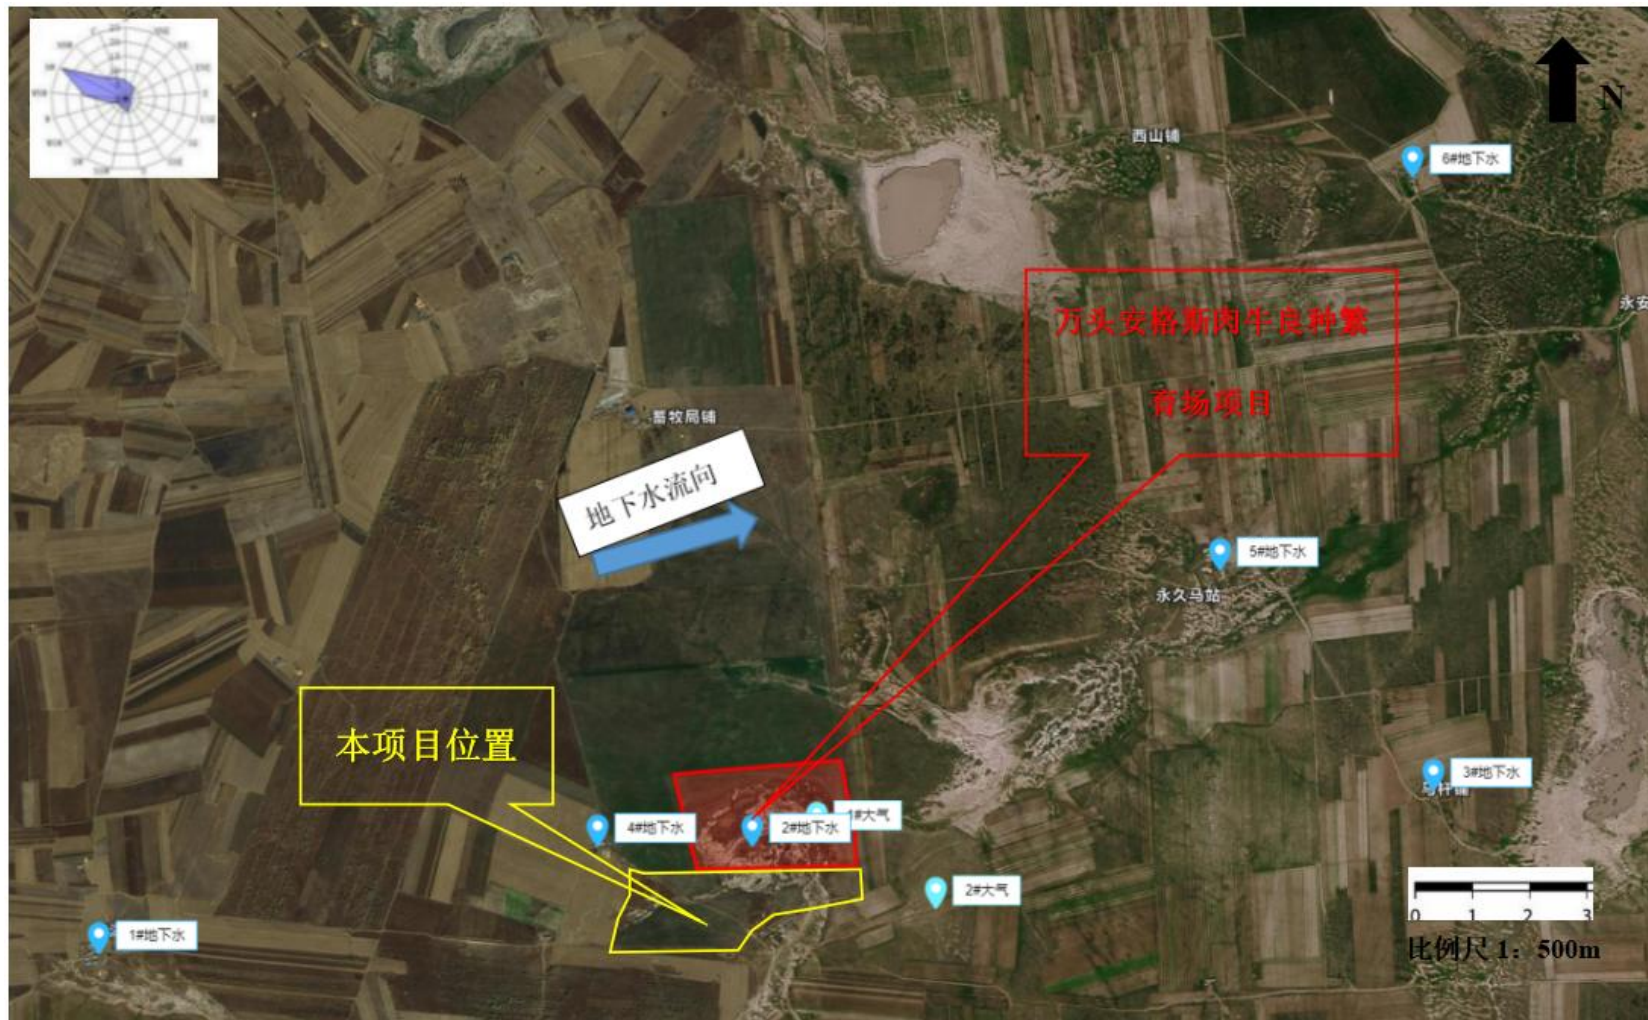 N
西山铺
6#地下水
永安
万头安格斯肉牛良种繁
育场项目
畜牧局铺
地下水流向
5#地下水
永久马站
本项目位置
3#地下水
4#地下水
2#地下水
1#大气
2#大气
1#地下水
0 1 2 3
比例尺 1：500m